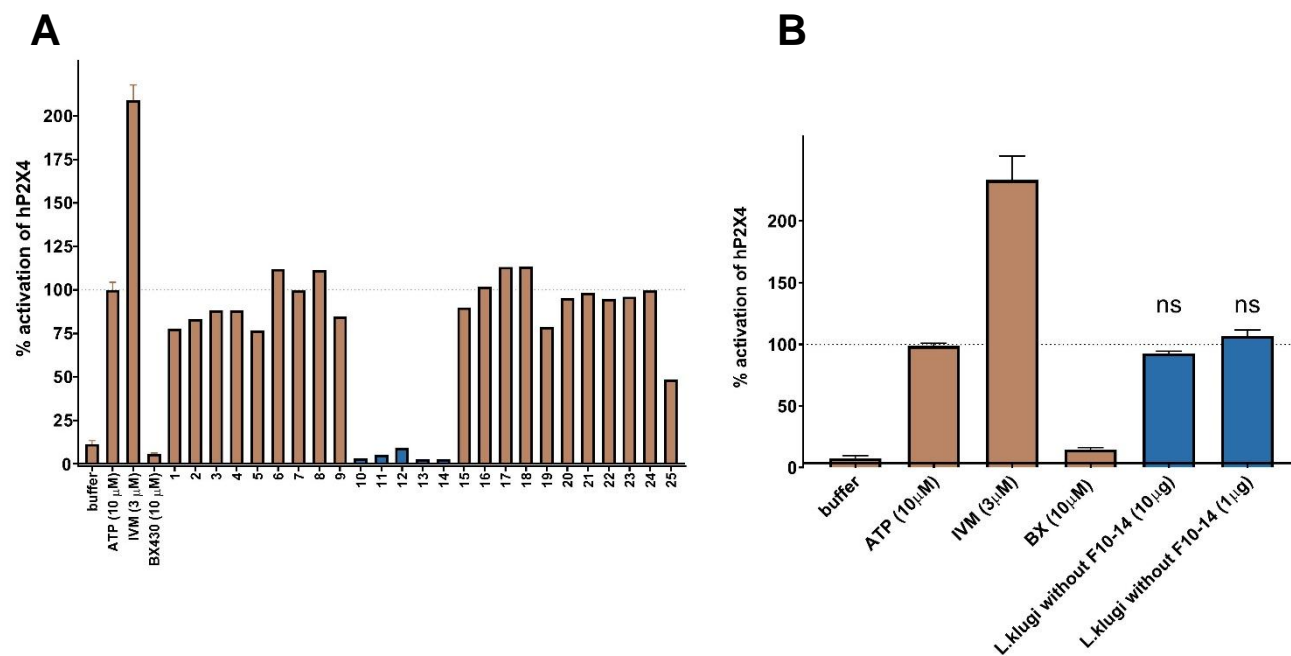 A
B
% activation of hP2X4
200
175
150
125
100
75
50
25
0
buffer
ATP (10 μM)
IVM (3 μM)
BX430 (10 μM)
1
2
3
4
5
6
7
8
9
10
11
12
13
14
15
16
17
18
19
20
21
22
23
24
25
% activation of hP2X4
200
150
100
50
0
ns
ns
buffer
ATP (10μM)
IVM (3μM)
BX (10μM)
L.klugi without F10-14 (10μg)
L.klugi without F10-14 (1μg)